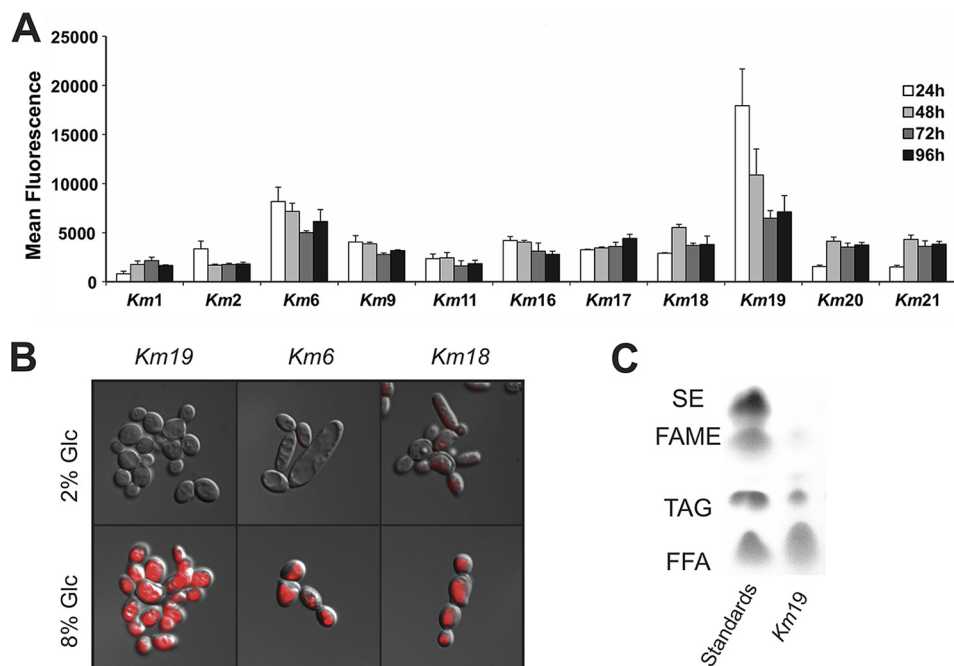 A
25000
20000
15000
10000
5000
0
Mean Fluorescence
24h
48h
72h
96h
Km1 Km2 Km6 Km9 Km11 Km16 Km17 Km18 Km19 Km20 Km21
B
Km19 Km6 Km18
2% Glc
8% Glc
C
SE
FAME
TAG
FFA
Standards
Km19